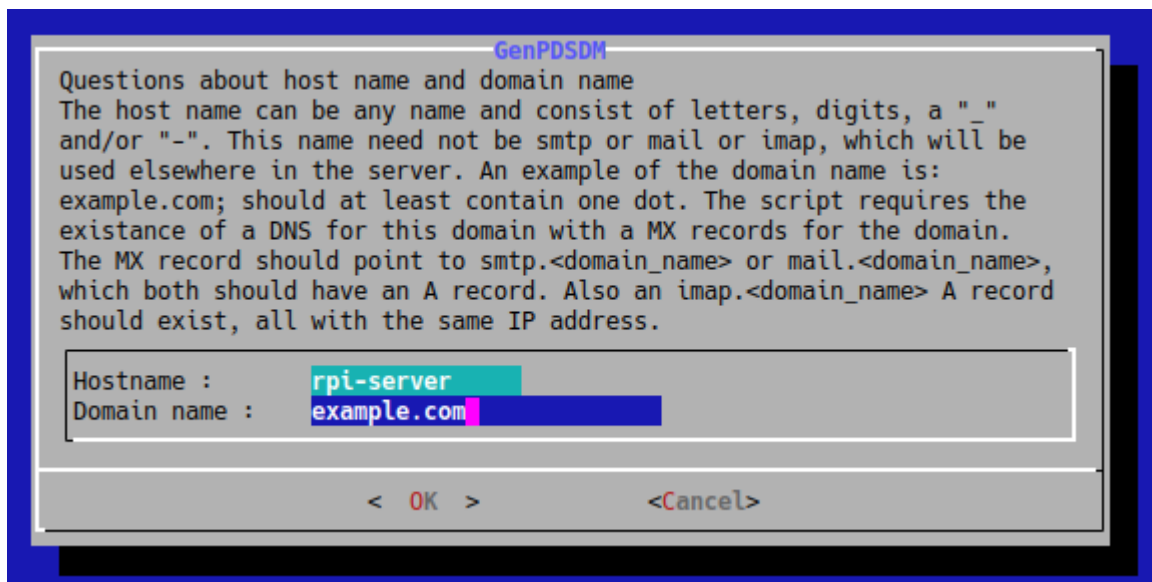 GenPDSDM
Questions about host name and domain name
The host name can be any name and consist of letters, digits, a "_"
and/or "-". This name need not be smtp or mail or imap, which will be
used elsewhere in the server. An example of the domain name is:
example.com; should at least contain one dot. The script requires the
existance of a DNS for this domain with a MX records for the domain.
The MX record should point to smtp.<domain_name> or mail.<domain_name>,
which both should have an A record. Also an imap.<domain_name> A record
should exist, all with the same IP address.
Hostname : rpi-server
Domain name : example.com
< OK > <Cancel>